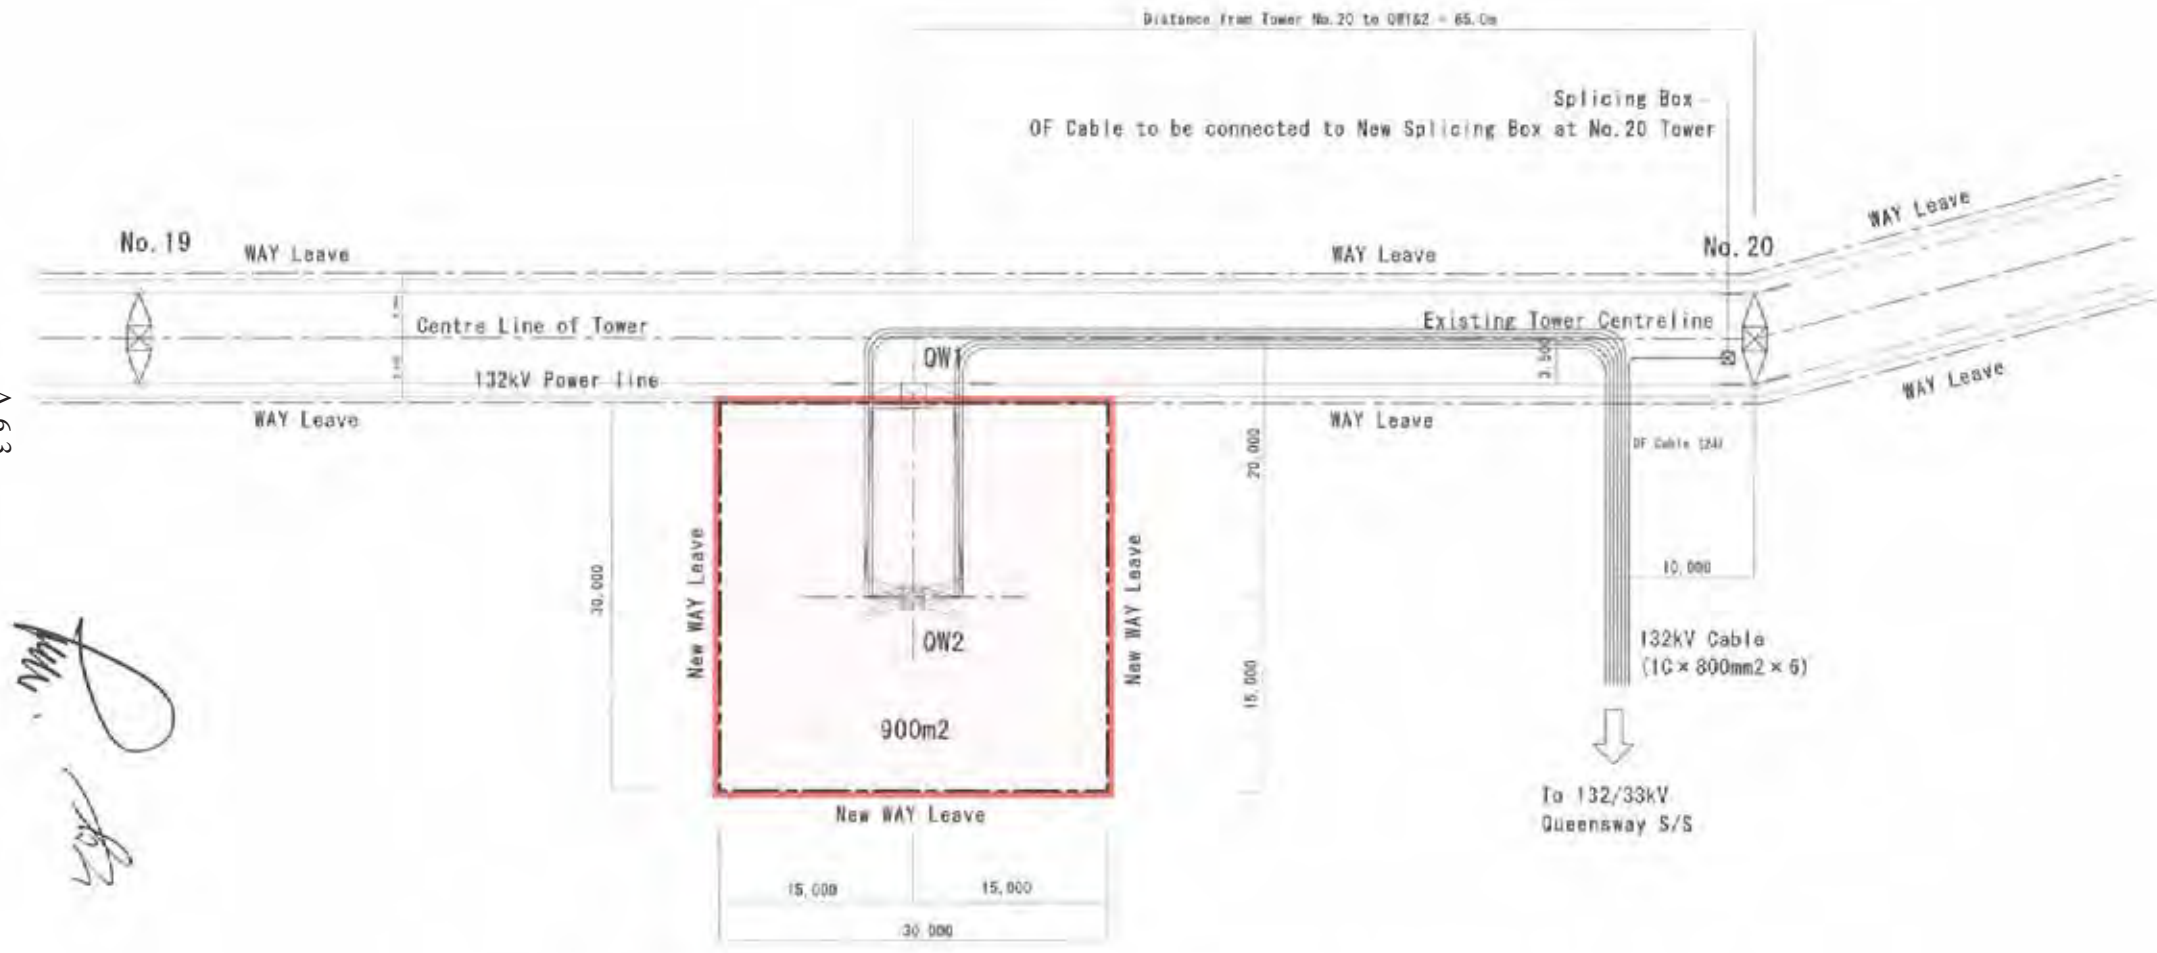 Distance from Tower No.20 to QW1&2 = 65.0m
Splicing Box
OF Cable to be connected to New Splicing Box at No.20 Tower
No.19
WAY Leave
WAY Leave
No.20
WAY Leave
Centre Line of Tower
Existing Tower Centreline
QW1
3,500
132kV Power line
WAY Leave
WAY Leave
WAY Leave
A-63
OF Cable (24)
20,000
30,000
New WAY Leave
New WAY Leave
10,000
QW2
132kV Cable
(1C×800mm2×6)
15,000
900m2
To 132/33kV
Queensway S/S
New WAY Leave
15,000
15,000
30,000